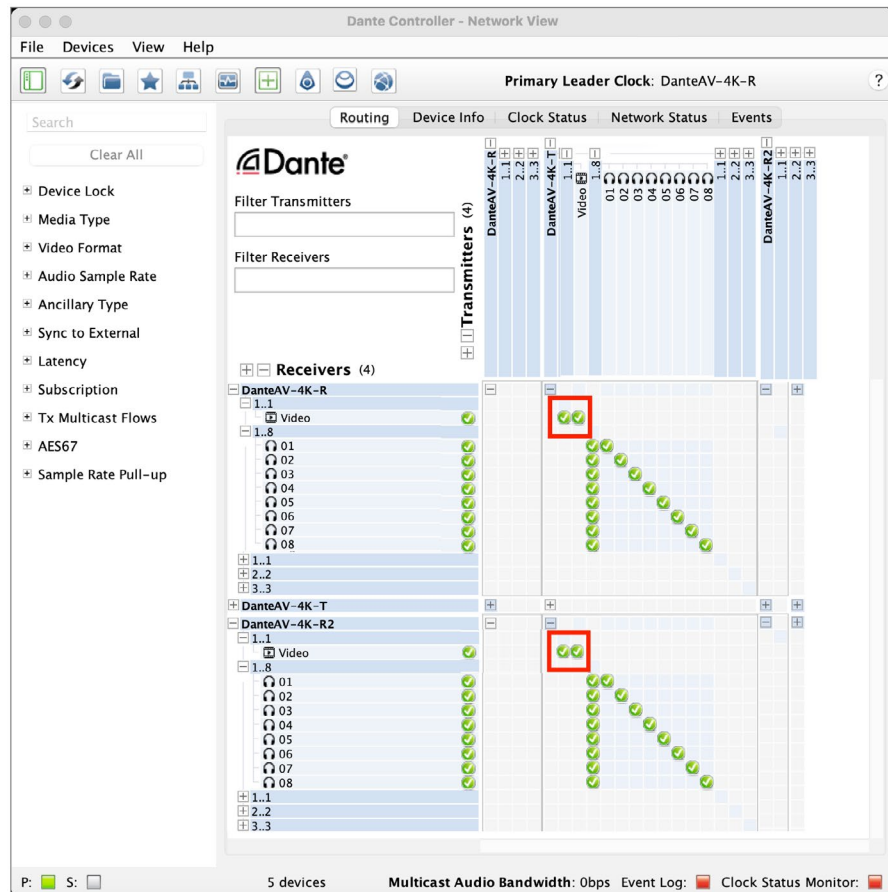 Dante Controller - Network View
File Devices View Help
Primary Leader Clock: DanteAV-4K-R
?
Search
Clear All
Device Lock
Media Type
Video Format
Audio Sample Rate
Ancillary Type
Sync to External
Latency
Subscription
Tx Multicast Flows
AES67
Sample Rate Pull-up
Routing Device Info Clock Status Network Status Events
Dante
Filter Transmitters
Filter Receivers
Transmitters (4)
DanteAV-4K-R
1..1
2..2
3..3
DanteAV-4K-T
1..1
Video
1..8
01
02
03
04
05
06
07
08
1..1
2..2
3..3
DanteAV-4K-R2
1..1
2..2
3..3
Receivers (4)
DanteAV-4K-R
1..1
Video
1..8
01
02
03
04
05
06
07
08
1..1
2..2
3..3
DanteAV-4K-T
DanteAV-4K-R2
1..1
Video
1..8
01
02
03
04
05
06
07
08
1..1
2..2
3..3
P: S: 5 devices Multicast Audio Bandwidth: 0bps Event Log: Clock Status Monitor: